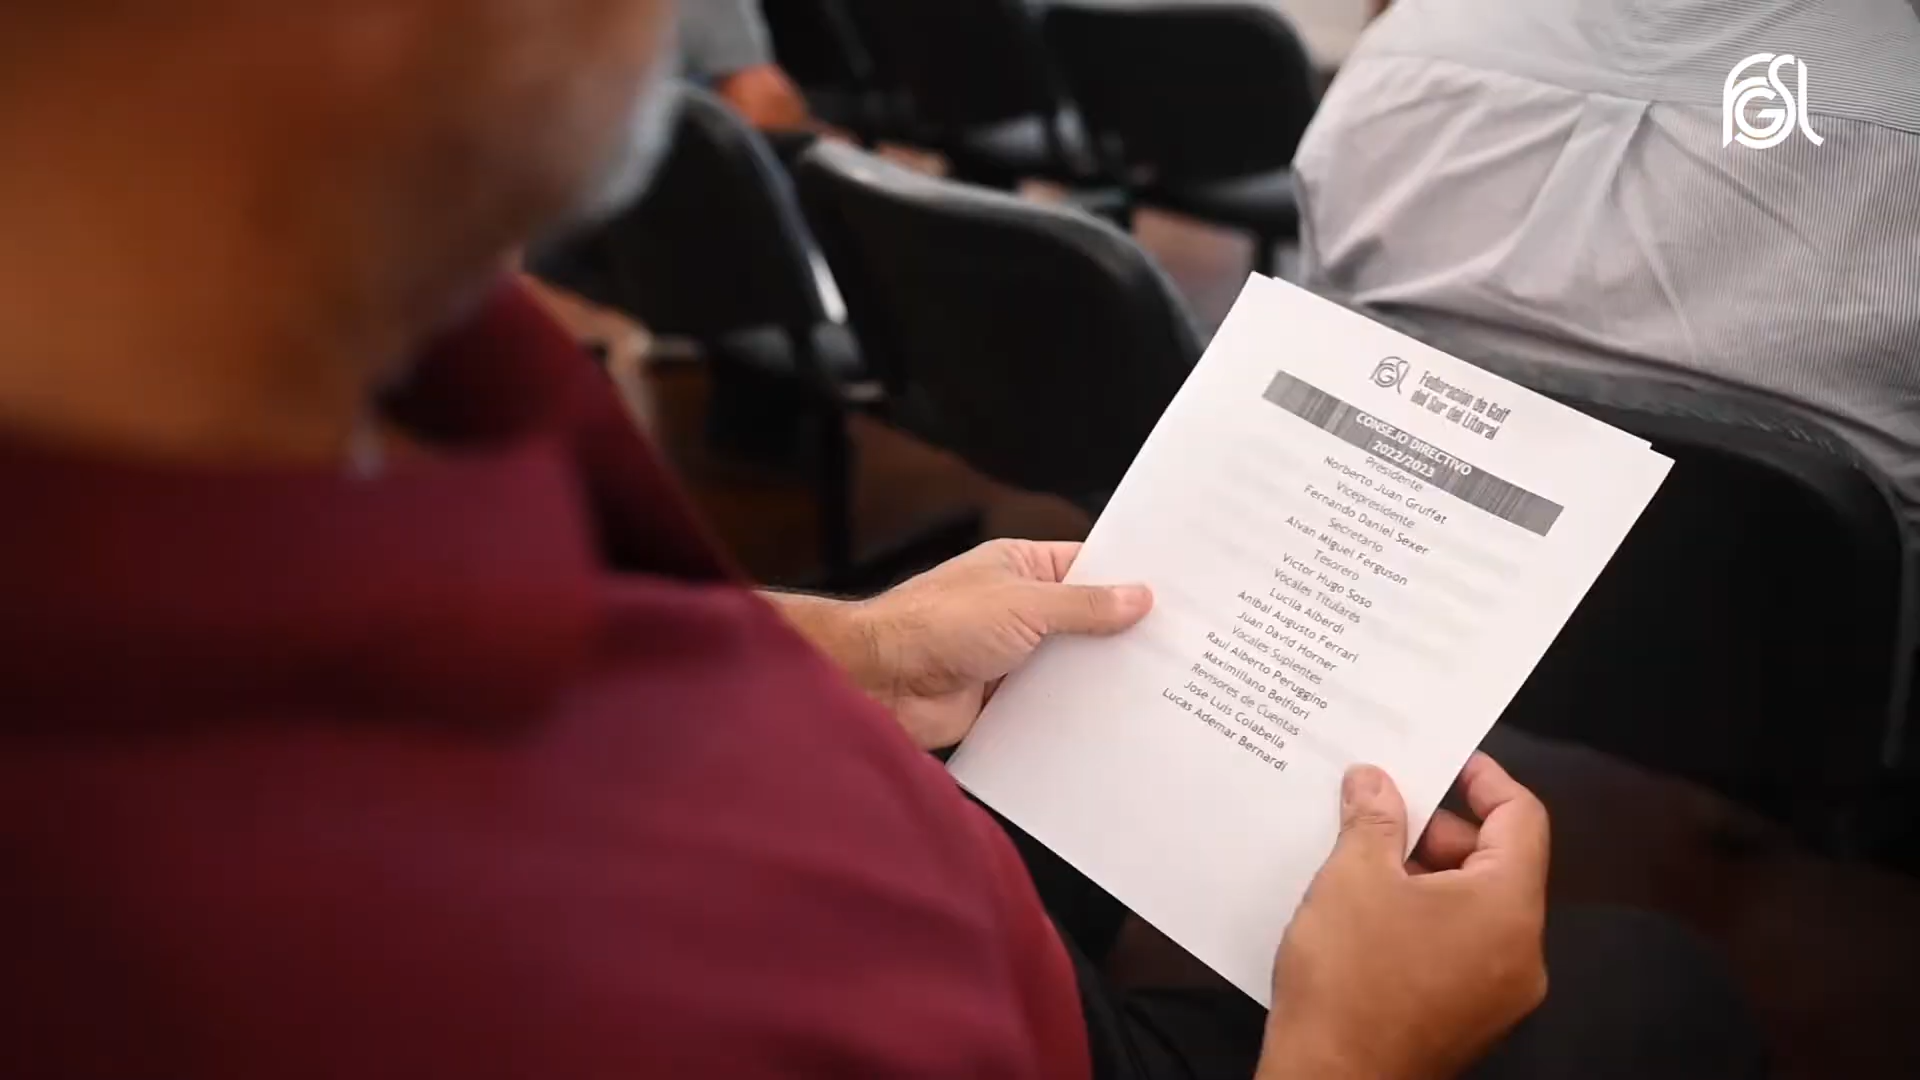 FGSL
FGSL
Federación de Golf
del Sur del Litoral
CONSEJO DIRECTIVO
2022/2023
Presidente
Norberto Juan Gruffat
Vicepresidente
Fernando Daniel Sexer
Secretario
Alvan Miguel Ferguson
Tesorero
Victor Hugo Soso
Vocales Titulares
Lucila Alberdi
Anibal Augusto Ferrari
Juan David Horner
Vocales Suplentes
Raul Alberto Peruggino
Maximiliano Belfiori
Revisores de Cuentas
Jose Luis Colabella
Lucas Ademar Bernardi